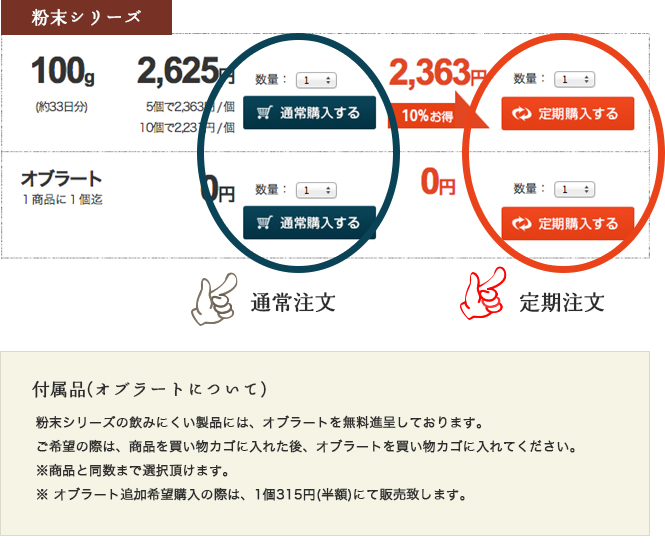 粉末シリーズ
100g
2,625円
数量： 1
2,363円
数量： 1
(約33日分)
5個で2,363円 / 個
10個で2,231円 / 個
通常購入する
10%お得
定期購入する
オブラート
1商品に1個迄
0円
数量： 1
通常購入する
0円
数量： 1
定期購入する
通常注文
定期注文
付属品(オブラートについて)
粉末シリーズの飲みにくい製品には、オブラートを無料進呈しております。
ご希望の際は、商品を買い物カゴに入れた後、オブラートを買い物カゴに入れてください。
※商品と同数まで選択頂けます。
※ オブラート追加希望購入の際は、1個315円(半額)にて販売致します。